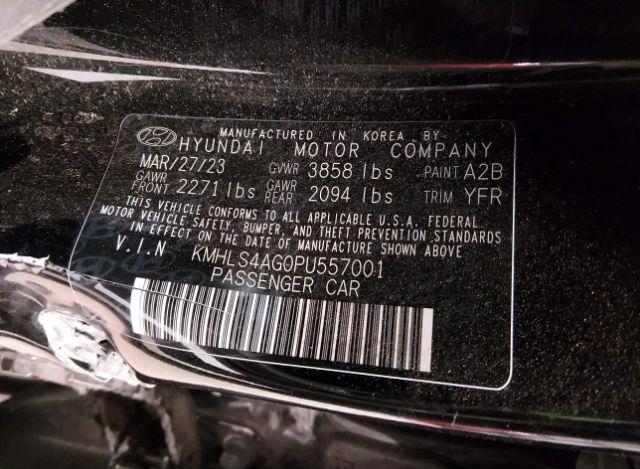 MANUFACTURED IN KOREA BY-
HYUNDAI MOTOR COMPANY
MAR/27/23 GVWR 3858 lbs PAINT A2B
GAWR FRONT 2271 lbs GAWR REAR 2094 lbs TRIM YFR
THIS VEHICLE CONFORMS TO ALL APPLICABLE U.S.A. FEDERAL
MOTOR VEHICLE SAFETY, BUMPER, AND THEFT PREVENTION STANDARDS
IN EFFECT ON THE DATE OF MANUFACTURE SHOWN ABOVE
V.I.N KMHLS4AG0PU557001
PASSENGER CAR